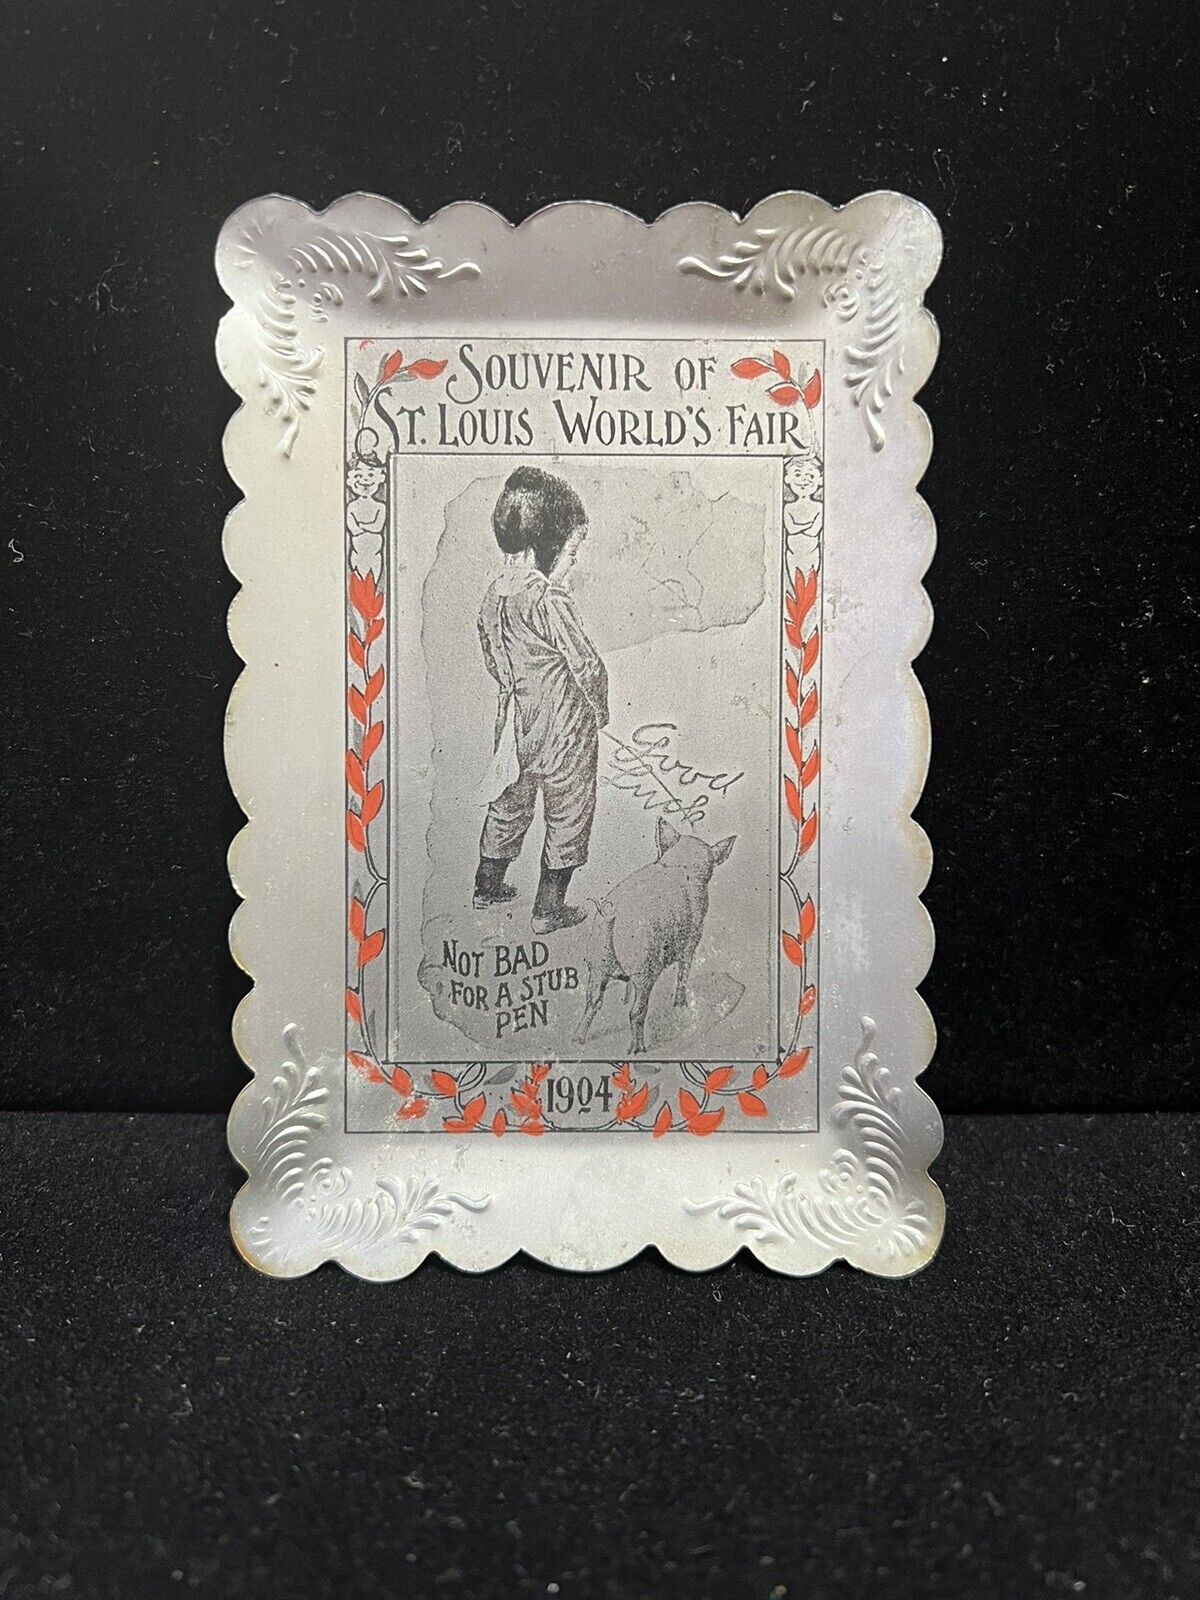 SOUVENIR OF
ST. LOUIS WORLD'S FAIR
Good
Luck
NOT BAD
FOR A STUB
PEN
1904